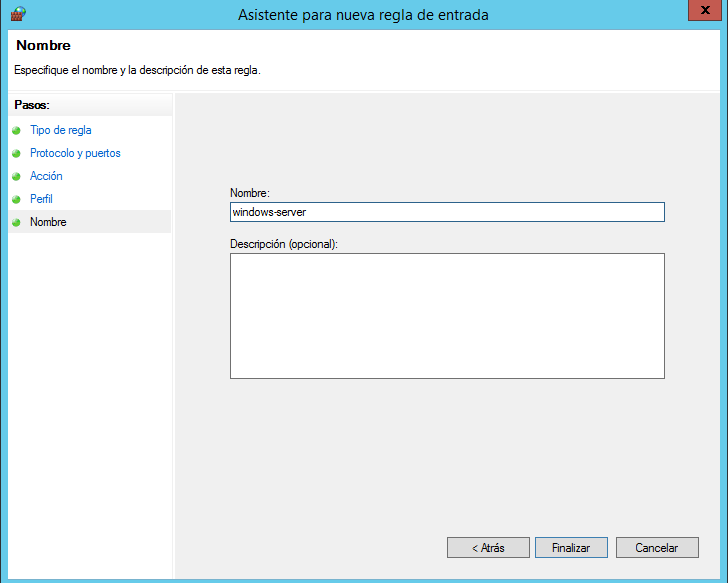 Asistente para nueva regla de entrada
x
Nombre
Especifique el nombre y la descripción de esta regla.
Pasos:
Tipo de regla
Protocolo y puertos
Acción
Perfil
Nombre
Nombre:
windows-server
Descripción (opcional):
< Atrás
Finalizar
Cancelar